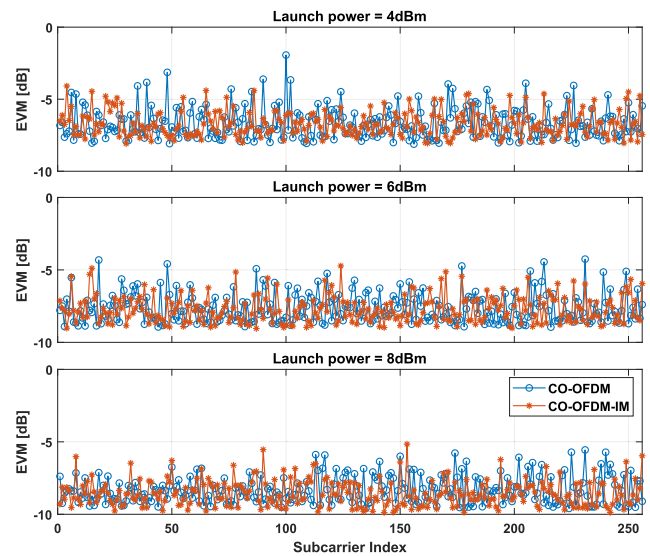 Launch power = 4dBm
0
-5
-10
EVM [dB]
Launch power = 6dBm
0
-5
-10
EVM [dB]
Launch power = 8dBm
0
-5
-10
EVM [dB]
CO-OFDM
CO-OFDM-IM
0 50 100 150 200 250
Subcarrier Index